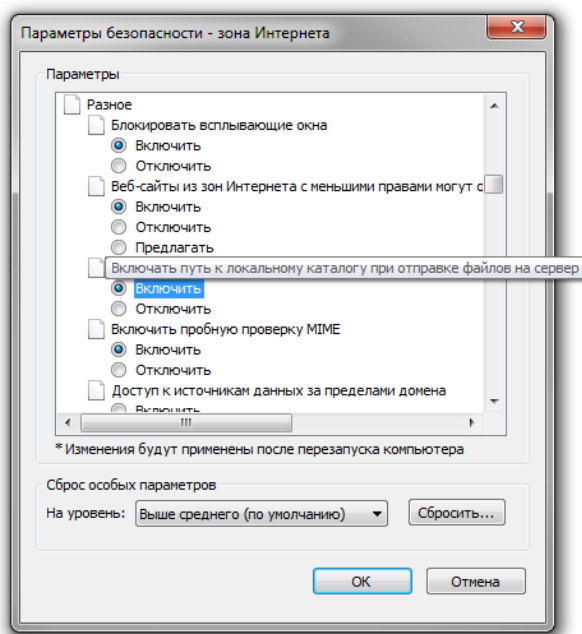 Параметры безопасности - зона Интернета
Параметры
Разное
Блокировать всплывающие окна
Включить
Отключить
Веб-сайты из зон Интернета с меньшими правами могут о
Включить
Отключить
Предлагать
Включать путь к локальному каталогу при отправке файлов на сервер
Включить
Отключить
Включить пробную проверку MIME
Включить
Отключить
Доступ к источникам данных за пределами домена
Включить
* Изменения будут применены после перезапуска компьютера
Сброс особых параметров
На уровень: Выше среднего (по умолчанию) Сбросить...
ОК Отмена